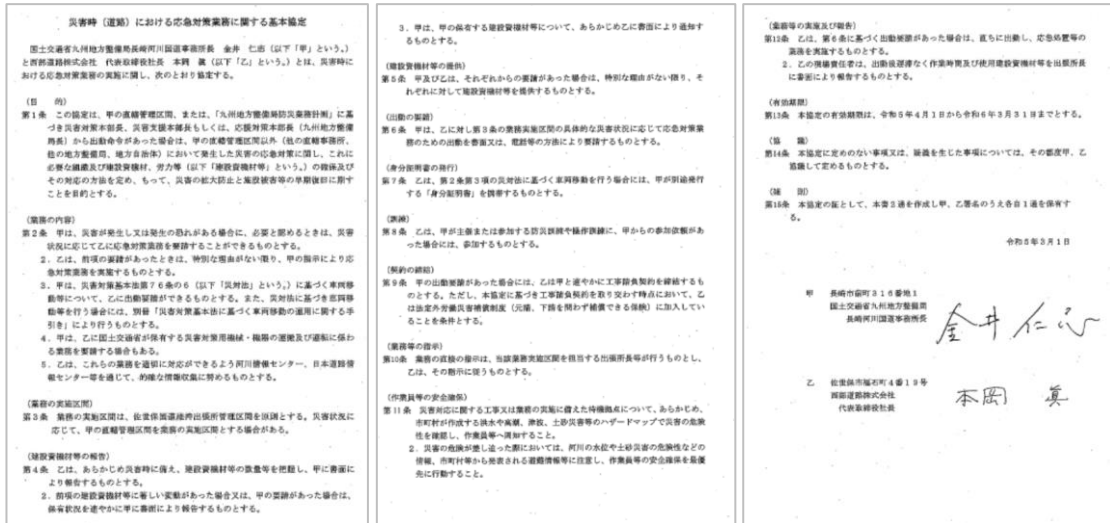 災害時（道路）における応急対策業務に関する基本協定
国土交通省九州地方整備局長崎河川国道事務所長　金井　仁志（以下「甲」という。）
と西部道路株式会社　代表取締役社長　本岡　眞（以下「乙」という。）とは、災害時に
おける応急対策業務の実施に関し、次のとおり協定する。
（目　　的）
第１条　この協定は、甲の直轄管理区間、または、「九州地方整備局防災業務計画」に基
づき災害対策本部長、災害支援本部長もしくは、応援対策本部長（九州地方整備
局長）から出動命令があった場合は、甲の直轄管理区間以外（他の直轄事務所、
他の地方整備局、地方自治体）において発生した災害の応急対策に関し、これに
必要な組織及び建設資機材、労力等（以下「建設資機材等」という。）の確保及び
その対応の方法を定め、もって、災害の拡大防止と施設被害等の早期復旧に期す
ことを目的とする。
（業務の内容）
第２条　甲は、災害が発生し又は発生の恐れがある場合に、必要と認めるときは、災害
状況に応じて乙に応急対策業務を要請することができるものとする。
２．乙は、前項の要請があったときは、特別な理由がない限り、甲の指示により応
急対策業務を実施するものとする。
３．甲は、災害対策基本法第７６条の６（以下「災対法」という。）に基づく車両移
動等について、乙に出動要請ができるものとする。また、災対法に基づき車両移
動等を行う場合には、別冊「災害対策基本法に基づく車両移動の運用に関する手
引き」により行うものとする。
４．甲は、乙に国土交通省が保有する災害対策用機械・機器の運搬及び運転に係わ
る業務を要請する場合もある。
５．乙は、これらの業務を適切に対応ができるよう河川情報センター、日本道路情
報センター等を通じて、的確な情報収集に努めるものとする。
（業務の実施区間）
第３条　業務の実施区間は、佐世保国道維持出張所管理区間を原則とする。災害状況に
応じて、甲の直轄管理区間を業務の実施区間とする場合がある。
（建設資機材等の報告）
第４条　乙は、あらかじめ災害時に備え、建設資機材等の数量等を把握し、甲に書面に
より報告するものとする。
２．前項の建設資機材等に著しい変動があった場合又は、甲の要請があった場合は、
保有状況を速やかに甲に書面により報告するものとする。
３．甲は、甲の保有する建設資機材等について、あらかじめ乙に書面により通知す
るものとする。
（建設資機材等の提供）
第５条　甲及び乙は、それぞれからの要請があった場合は、特別な理由がない限り、そ
れぞれに対して建設資機材等を提供するものとする。
（出動の要請）
第６条　甲は、乙に対し第３条の業務実施区間の具体的な災害状況に応じて応急対策業
務のための出動を書面又は、電話等の方法により要請するものとする。
（身分証明書の発行）
第７条　乙は、第２条第３項の災対法に基づく車両移動を行う場合には、甲が別途発行
する「身分証明書」を携帯するものとする。
（訓練）
第８条　乙は、甲が主催または参加する防災訓練や操作訓練に、甲からの参加依頼があ
った場合には、参加するものとする。
（契約の締結）
第９条　甲の出動要請があった場合には、乙は甲と速やかに工事請負契約を締結するも
のとする。ただし、本協定に基づき工事請負契約を取り交わす時点において、乙
は法定外労働災害補償制度（元請、下請を問わず補償できる保険）に加入してい
ることを条件とする。
（業務等の指示）
第10条　業務の直接の指示は、当該業務実施区間を担当する出張所長等が行うものとし、
乙は、その指示に従うものとする。
（作業員等の安全確保）
第１１条　災害対応に関する工事又は業務の実施に備えた待機拠点について、あらかじめ、
市町村が作成する洪水や高潮、津波、土砂災害等のハザードマップで災害の危険
性を確認し、作業員等へ周知すること。
２．災害の危険が差し迫った際においては、河川の水位や土砂災害の危険性などの
情報、市町村等から発表される避難情報等に注意し、作業員等の安全確保を最優
先に行動すること。
（業務等の実施及び報告）
第12条　乙は、第６条に基づく出動要請があった場合は、直ちに出動し、応急処置等の
業務を実施するものとする。
２．乙の現場責任者は、出動後遅滞なく作業時間及び使用建設資機材等を出張所長
に書面により報告するものとする。
（有効期限）
第13条　本協定の有効期限は、令和５年４月１日から令和６年３月３１日までとする。
（協　　議）
第14条　本協定に定めのない事項又は、疑義を生じた事項については、その都度甲、乙
協議して定めるものとする。
（補　　則）
第15条　本協定の証として、本書２通を作成し甲、乙署名のうえ各自１通を保有す
る。
令和５年３月１日
甲　長崎市宿町３１６番地１
国土交通省九州地方整備局
長崎河川国道事務所長　金井 仁志
乙　佐世保市福石町４番１９号
西部道路株式会社
代表取締役社長　本岡　眞